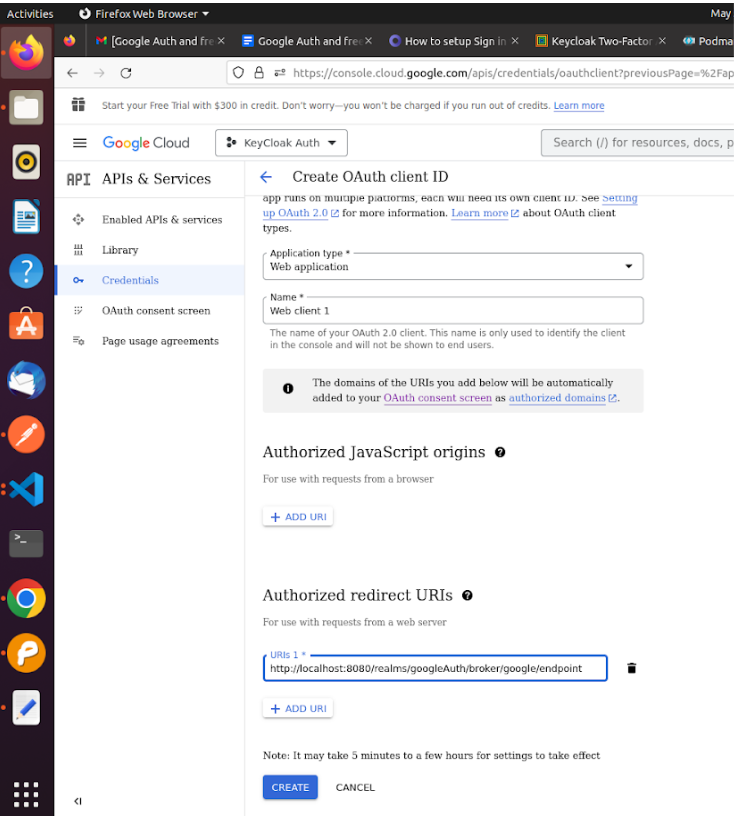 Activities
Firefox Web Browser
May
[Google Auth and fre
Google Auth and free
How to setup Sign in
Keycloak Two-Factor
Podma
https://console.cloud.google.com/apis/credentials/oauthclient?previousPage=%2Fap
Start your Free Trial with $300 in credit. Don't worry—you won't be charged if you run out of credits. Learn more
Google Cloud
KeyCloak Auth
Search (/) for resources, docs, p
API APIs & Services
Create OAuth client ID
Enabled APIs & services
Library
Credentials
OAuth consent screen
Page usage agreements
app runs on multiple platforms, each will need its own client ID. See Setting
up OAuth 2.0 for more information. Learn more about OAuth client
types.
Application type *
Web application
Name *
Web client 1
The name of your OAuth 2.0 client. This name is only used to identify the client
in the console and will not be shown to end users.
The domains of the URIs you add below will be automatically
added to your OAuth consent screen as authorized domains.
Authorized JavaScript origins
For use with requests from a browser
+ ADD URI
Authorized redirect URIs
For use with requests from a web server
URIs 1 *
http://localhost:8080/realms/googleAuth/broker/google/endpoint
+ ADD URI
Note: It may take 5 minutes to a few hours for settings to take effect
CREATE
CANCEL